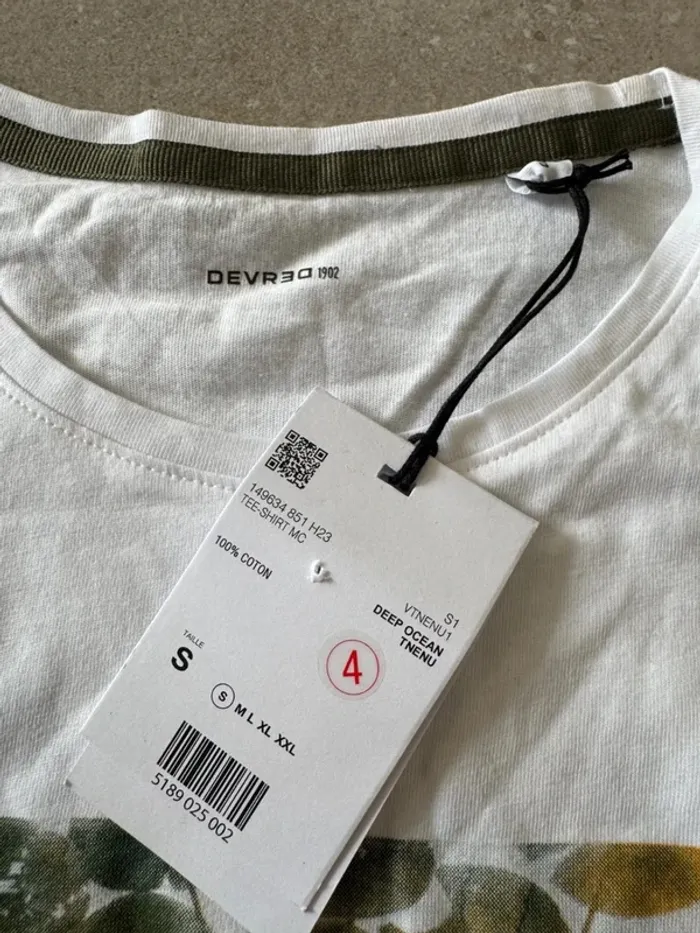 DEVRED 1902
149634 851 H23
TEE-SHIRT MC
100% COTON
S1
VTNENU1
DEEP OCEAN
TNENU
TAILLE
S
4
S M L XL XXL
5189 025 002